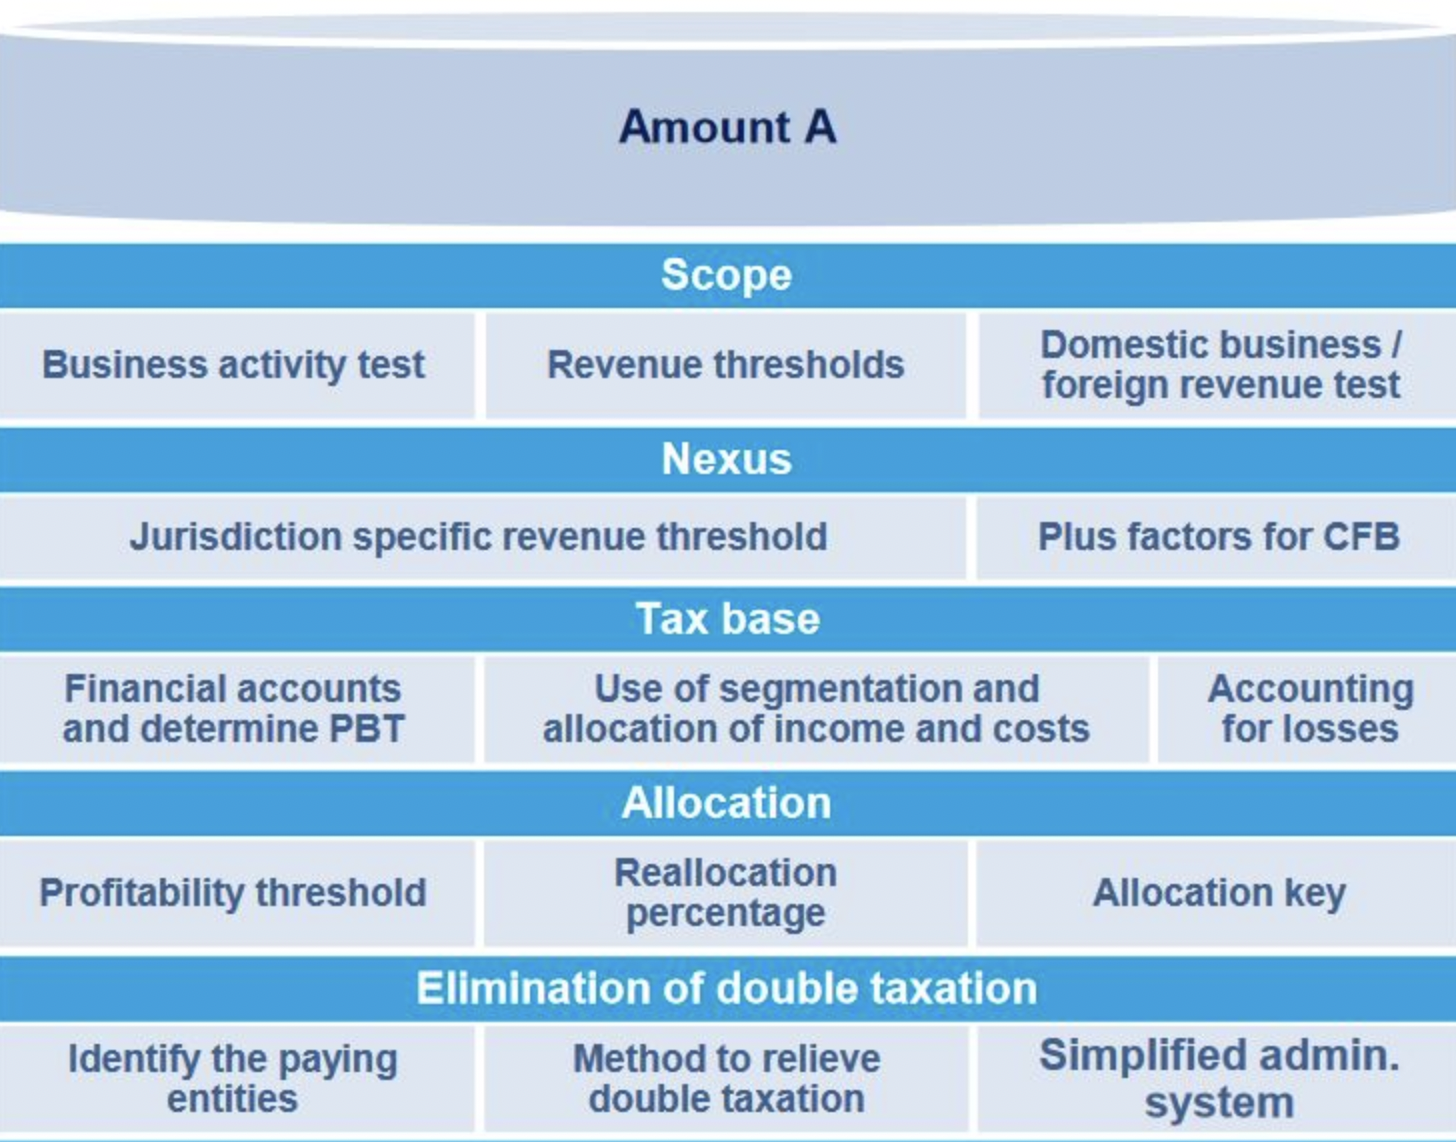 Amount A
Scope
Business activity test
Revenue thresholds
Domestic business /
foreign revenue test
Nexus
Jurisdiction specific revenue threshold
Plus factors for CFB
Tax base
Financial accounts
and determine PBT
Use of segmentation and
allocation of income and costs
Accounting
for losses
Allocation
Profitability threshold
Reallocation
percentage
Allocation key
Elimination of double taxation
Identify the paying
entities
Method to relieve
double taxation
Simplified admin.
system